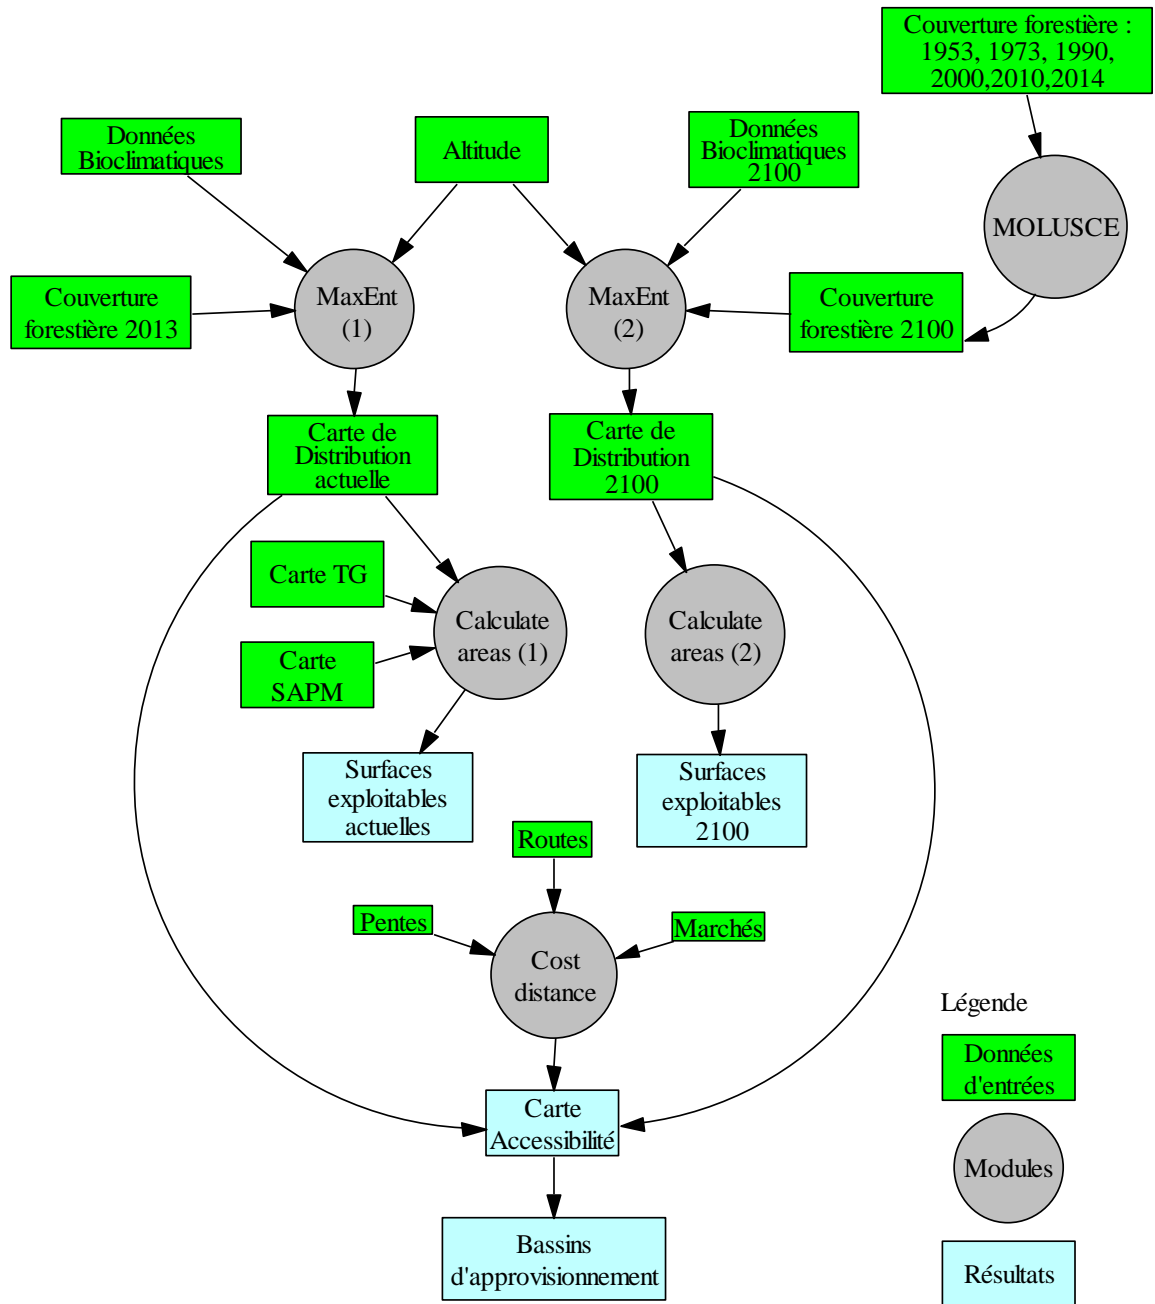 Couverture forestière :
1953, 1973, 1990,
2000,2010,2014
Données
Bioclimatiques
Altitude
Données
Bioclimatiques
2100
MOLUSCE
Couverture
forestière 2013
MaxEnt
(1)
MaxEnt
(2)
Couverture
forestière 2100
Carte de
Distribution
actuelle
Carte de
Distribution
2100
Carte TG
Calculate
areas (1)
Calculate
areas (2)
Carte
SAPM
Surfaces
exploitables
actuelles
Surfaces
exploitables
2100
Routes
Pentes
Marchés
Cost
distance
Légende
Données
d'entrées
Carte
Accessibilité
Modules
Bassins
d'approvisionnement
Résultats